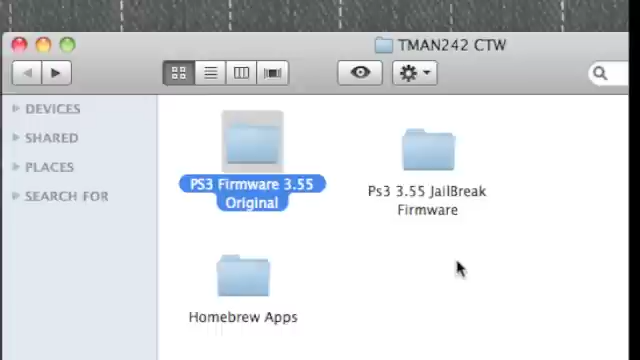 TMAN242 CTW
DEVICES
SHARED
PLACES
SEARCH FOR
PS3 Firmware 3.55
Original
Ps3 3.55 JailBreak
Firmware
Homebrew Apps